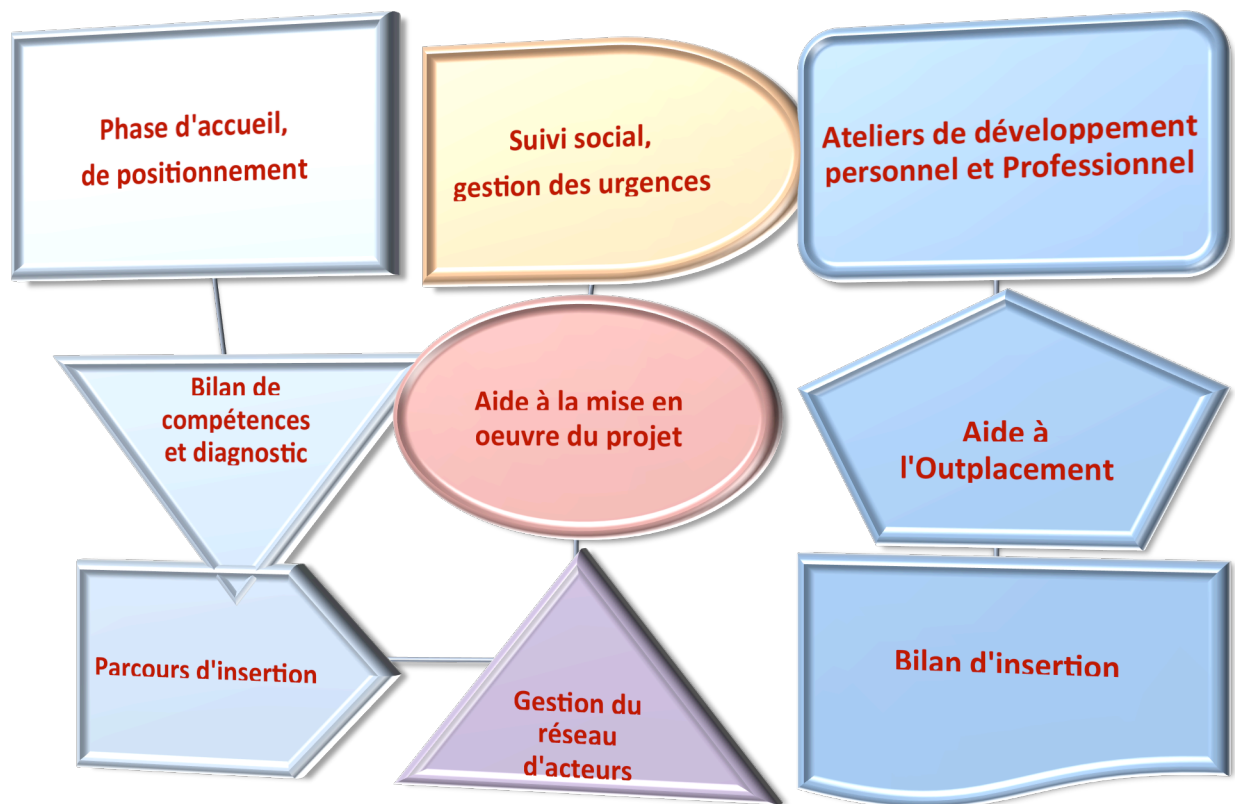 Phase d'accueil,
de positionnement
Suivi social,
gestion des urgences
Ateliers de développement
personnel et Professionnel
Bilan de
compétences
et diagnostic
Aide à la mise en
oeuvre du projet
Aide à
l'Outplacement
Parcours d'insertion
Gestion du
réseau
d'acteurs
Bilan d'insertion